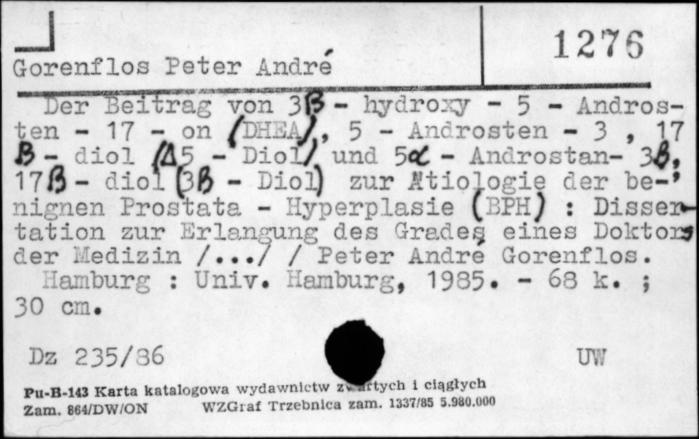 1276
Gorenflos Peter André
Der Beitrag von 3β - hydroxy - 5 - Andros-
ten - 17 - on /DHEA/, 5 - Androsten - 3 , 17
β - diol /Δ5 - Diol/ und 5α - Androstan- 3β,
17β - diol (3β - Diol) zur Ätiologie der be-
nignen Prostata - Hyperplasie (BPH) : Disser-
tation zur Erlangung des Grades eines Doktors
der Medizin /.../ / Peter André Gorenflos.
Hamburg : Univ. Hamburg, 1985. - 68 k. ;
30 cm.
Dz 235/86 UW
Pu-B-143 Karta katalogowa wydawnictw zwartych i ciągłych
Zam. 864/DW/ON WZGraf Trzebnica zam. 1337/85 5.980.000